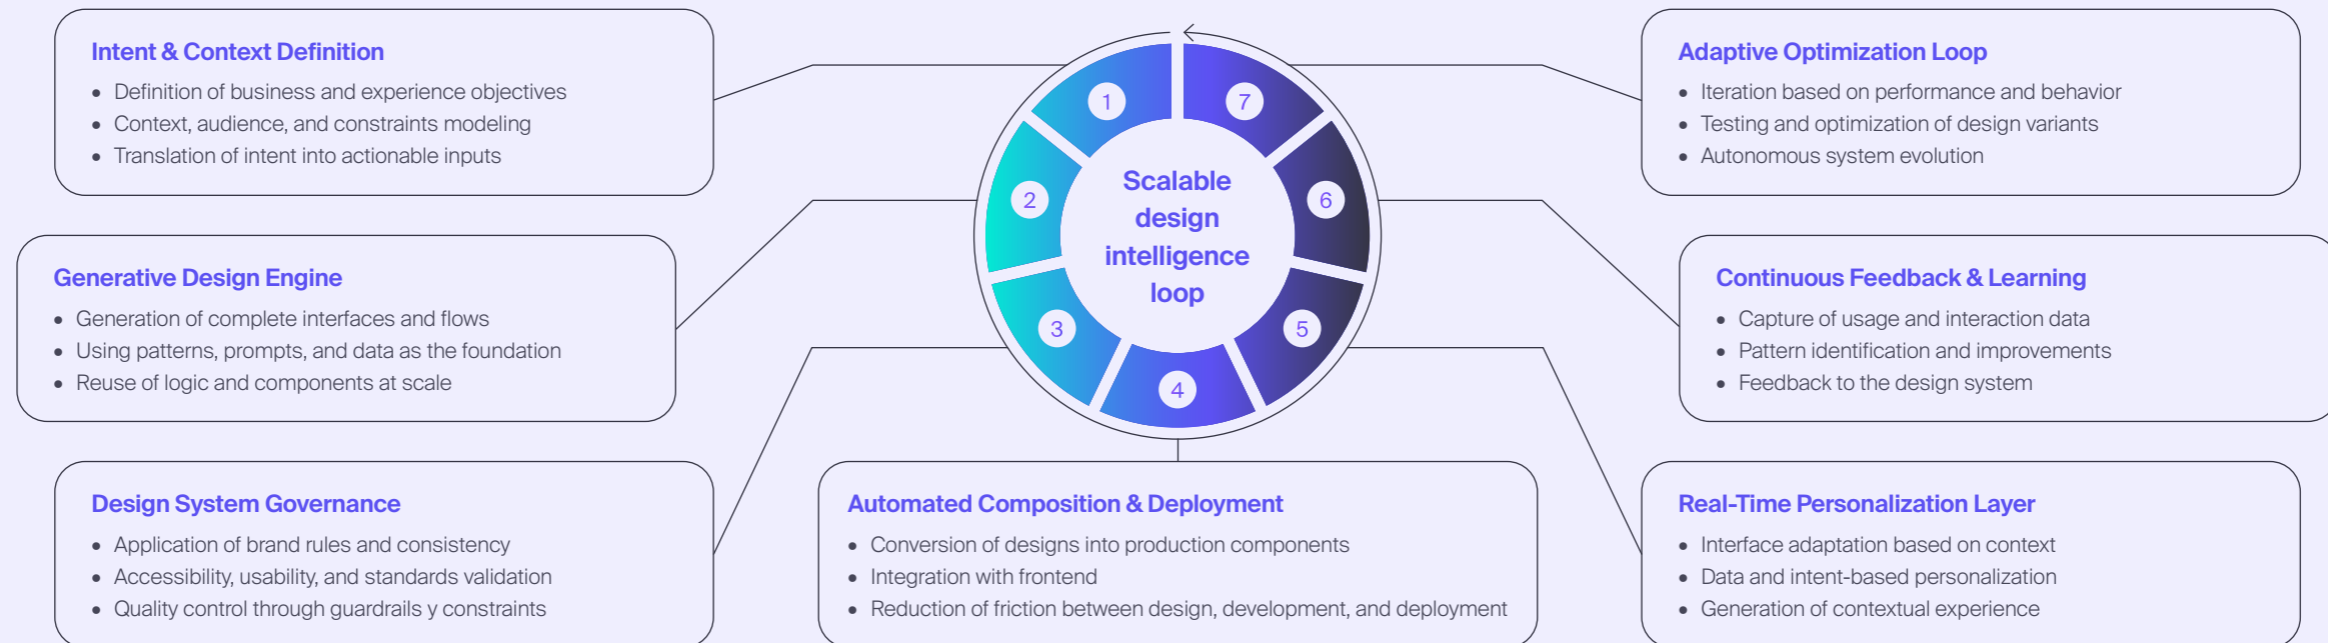 Intent & Context Definition
• Definition of business and experience objectives
• Context, audience, and constraints modeling
• Translation of intent into actionable inputs
Generative Design Engine
• Generation of complete interfaces and flows
• Using patterns, prompts, and data as the foundation
• Reuse of logic and components at scale
Design System Governance
• Application of brand rules and consistency
• Accessibility, usability, and standards validation
• Quality control through guardrails y constraints
1
2
3
4
5
6
7
Scalable
design
intelligence
loop
Automated Composition & Deployment
• Conversion of designs into production components
• Integration with frontend
• Reduction of friction between design, development, and deployment
Adaptive Optimization Loop
• Iteration based on performance and behavior
• Testing and optimization of design variants
• Autonomous system evolution
Continuous Feedback & Learning
• Capture of usage and interaction data
• Pattern identification and improvements
• Feedback to the design system
Real-Time Personalization Layer
• Interface adaptation based on context
• Data and intent-based personalization
• Generation of contextual experience